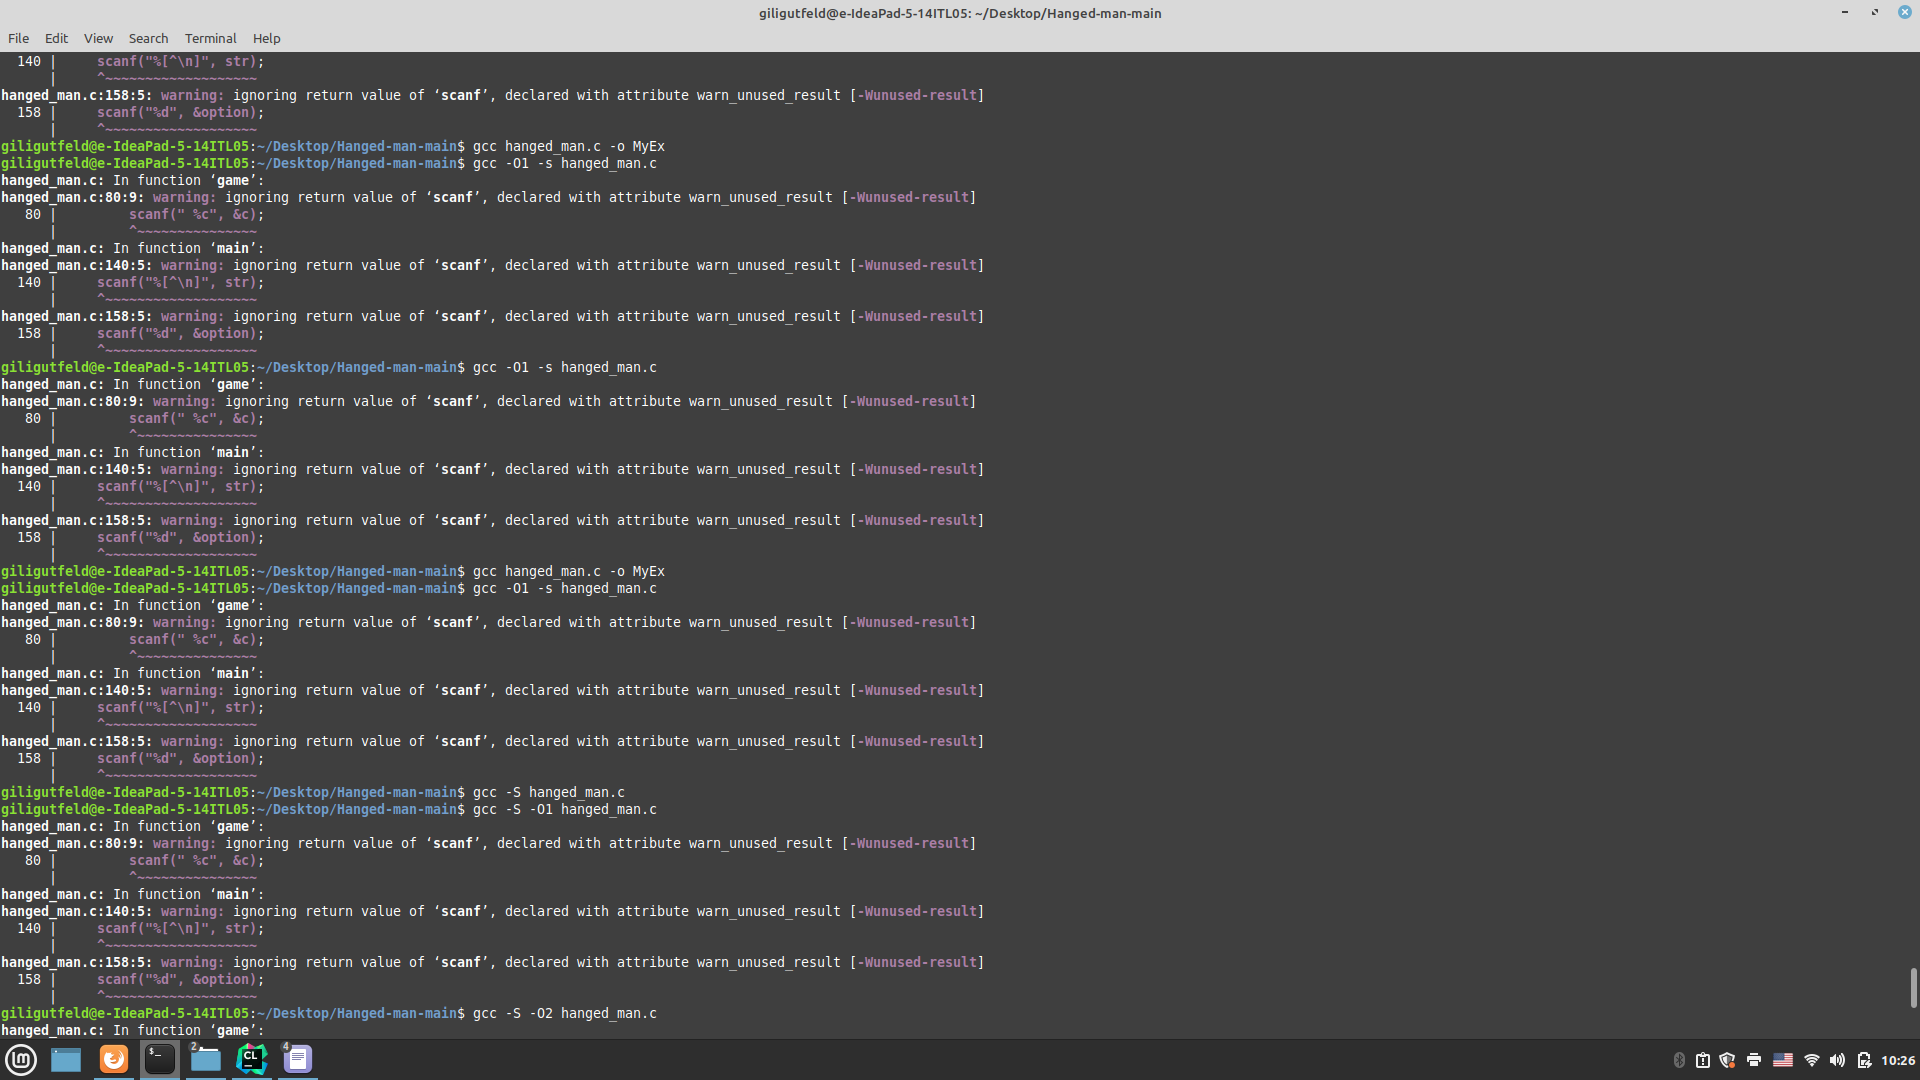 giligutfeld@e-IdeaPad-5-14ITL05: ~/Desktop/Hanged-man-main
File Edit View Search Terminal Help
140 | scanf("%[^\n]", str);
| ^~~~~~~~~~~~~~~~~~~~
hanged_man.c:158:5: warning: ignoring return value of ‘scanf’, declared with attribute warn_unused_result [-Wunused-result]
158 | scanf("%d", &option);
| ^~~~~~~~~~~~~~~~~~~~
giligutfeld@e-IdeaPad-5-14ITL05:~/Desktop/Hanged-man-main$ gcc hanged_man.c -o MyEx
giligutfeld@e-IdeaPad-5-14ITL05:~/Desktop/Hanged-man-main$ gcc -O1 -s hanged_man.c
hanged_man.c: In function ‘game’:
hanged_man.c:80:9: warning: ignoring return value of ‘scanf’, declared with attribute warn_unused_result [-Wunused-result]
80 | scanf(" %c", &c);
| ^~~~~~~~~~~~~~~~
hanged_man.c: In function ‘main’:
hanged_man.c:140:5: warning: ignoring return value of ‘scanf’, declared with attribute warn_unused_result [-Wunused-result]
140 | scanf("%[^\n]", str);
| ^~~~~~~~~~~~~~~~~~~~
hanged_man.c:158:5: warning: ignoring return value of ‘scanf’, declared with attribute warn_unused_result [-Wunused-result]
158 | scanf("%d", &option);
| ^~~~~~~~~~~~~~~~~~~~
giligutfeld@e-IdeaPad-5-14ITL05:~/Desktop/Hanged-man-main$ gcc -O1 -s hanged_man.c
hanged_man.c: In function ‘game’:
hanged_man.c:80:9: warning: ignoring return value of ‘scanf’, declared with attribute warn_unused_result [-Wunused-result]
80 | scanf(" %c", &c);
| ^~~~~~~~~~~~~~~~
hanged_man.c: In function ‘main’:
hanged_man.c:140:5: warning: ignoring return value of ‘scanf’, declared with attribute warn_unused_result [-Wunused-result]
140 | scanf("%[^\n]", str);
| ^~~~~~~~~~~~~~~~~~~~
hanged_man.c:158:5: warning: ignoring return value of ‘scanf’, declared with attribute warn_unused_result [-Wunused-result]
158 | scanf("%d", &option);
| ^~~~~~~~~~~~~~~~~~~~
giligutfeld@e-IdeaPad-5-14ITL05:~/Desktop/Hanged-man-main$ gcc hanged_man.c -o MyEx
giligutfeld@e-IdeaPad-5-14ITL05:~/Desktop/Hanged-man-main$ gcc -O1 -s hanged_man.c
hanged_man.c: In function ‘game’:
hanged_man.c:80:9: warning: ignoring return value of ‘scanf’, declared with attribute warn_unused_result [-Wunused-result]
80 | scanf(" %c", &c);
| ^~~~~~~~~~~~~~~~
hanged_man.c: In function ‘main’:
hanged_man.c:140:5: warning: ignoring return value of ‘scanf’, declared with attribute warn_unused_result [-Wunused-result]
140 | scanf("%[^\n]", str);
| ^~~~~~~~~~~~~~~~~~~~
hanged_man.c:158:5: warning: ignoring return value of ‘scanf’, declared with attribute warn_unused_result [-Wunused-result]
158 | scanf("%d", &option);
| ^~~~~~~~~~~~~~~~~~~~
giligutfeld@e-IdeaPad-5-14ITL05:~/Desktop/Hanged-man-main$ gcc -S hanged_man.c
giligutfeld@e-IdeaPad-5-14ITL05:~/Desktop/Hanged-man-main$ gcc -S -O1 hanged_man.c
hanged_man.c: In function ‘game’:
hanged_man.c:80:9: warning: ignoring return value of ‘scanf’, declared with attribute warn_unused_result [-Wunused-result]
80 | scanf(" %c", &c);
| ^~~~~~~~~~~~~~~~
hanged_man.c: In function ‘main’:
hanged_man.c:140:5: warning: ignoring return value of ‘scanf’, declared with attribute warn_unused_result [-Wunused-result]
140 | scanf("%[^\n]", str);
| ^~~~~~~~~~~~~~~~~~~~
hanged_man.c:158:5: warning: ignoring return value of ‘scanf’, declared with attribute warn_unused_result [-Wunused-result]
158 | scanf("%d", &option);
| ^~~~~~~~~~~~~~~~~~~~
giligutfeld@e-IdeaPad-5-14ITL05:~/Desktop/Hanged-man-main$ gcc -S -O2 hanged_man.c
hanged_man.c: In function ‘game’:
$_ 2 CL 4 10:26